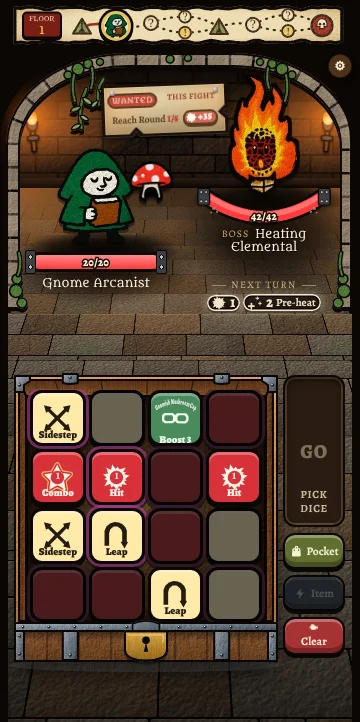 FLOOR
1
? ? ?
! !
WANTED THIS FIGHT
Reach Round 1/8 +35
42/42
BOSS Heating
Elemental
20/20
Gnome Arcanist
NEXT TURN
1 2 Pre-heat
Sidestep
Boost 3
1 Combo
1 Hit
1 Hit
Sidestep
Leap
Leap
GO
PICK
DICE
Pocket
Item
Clear